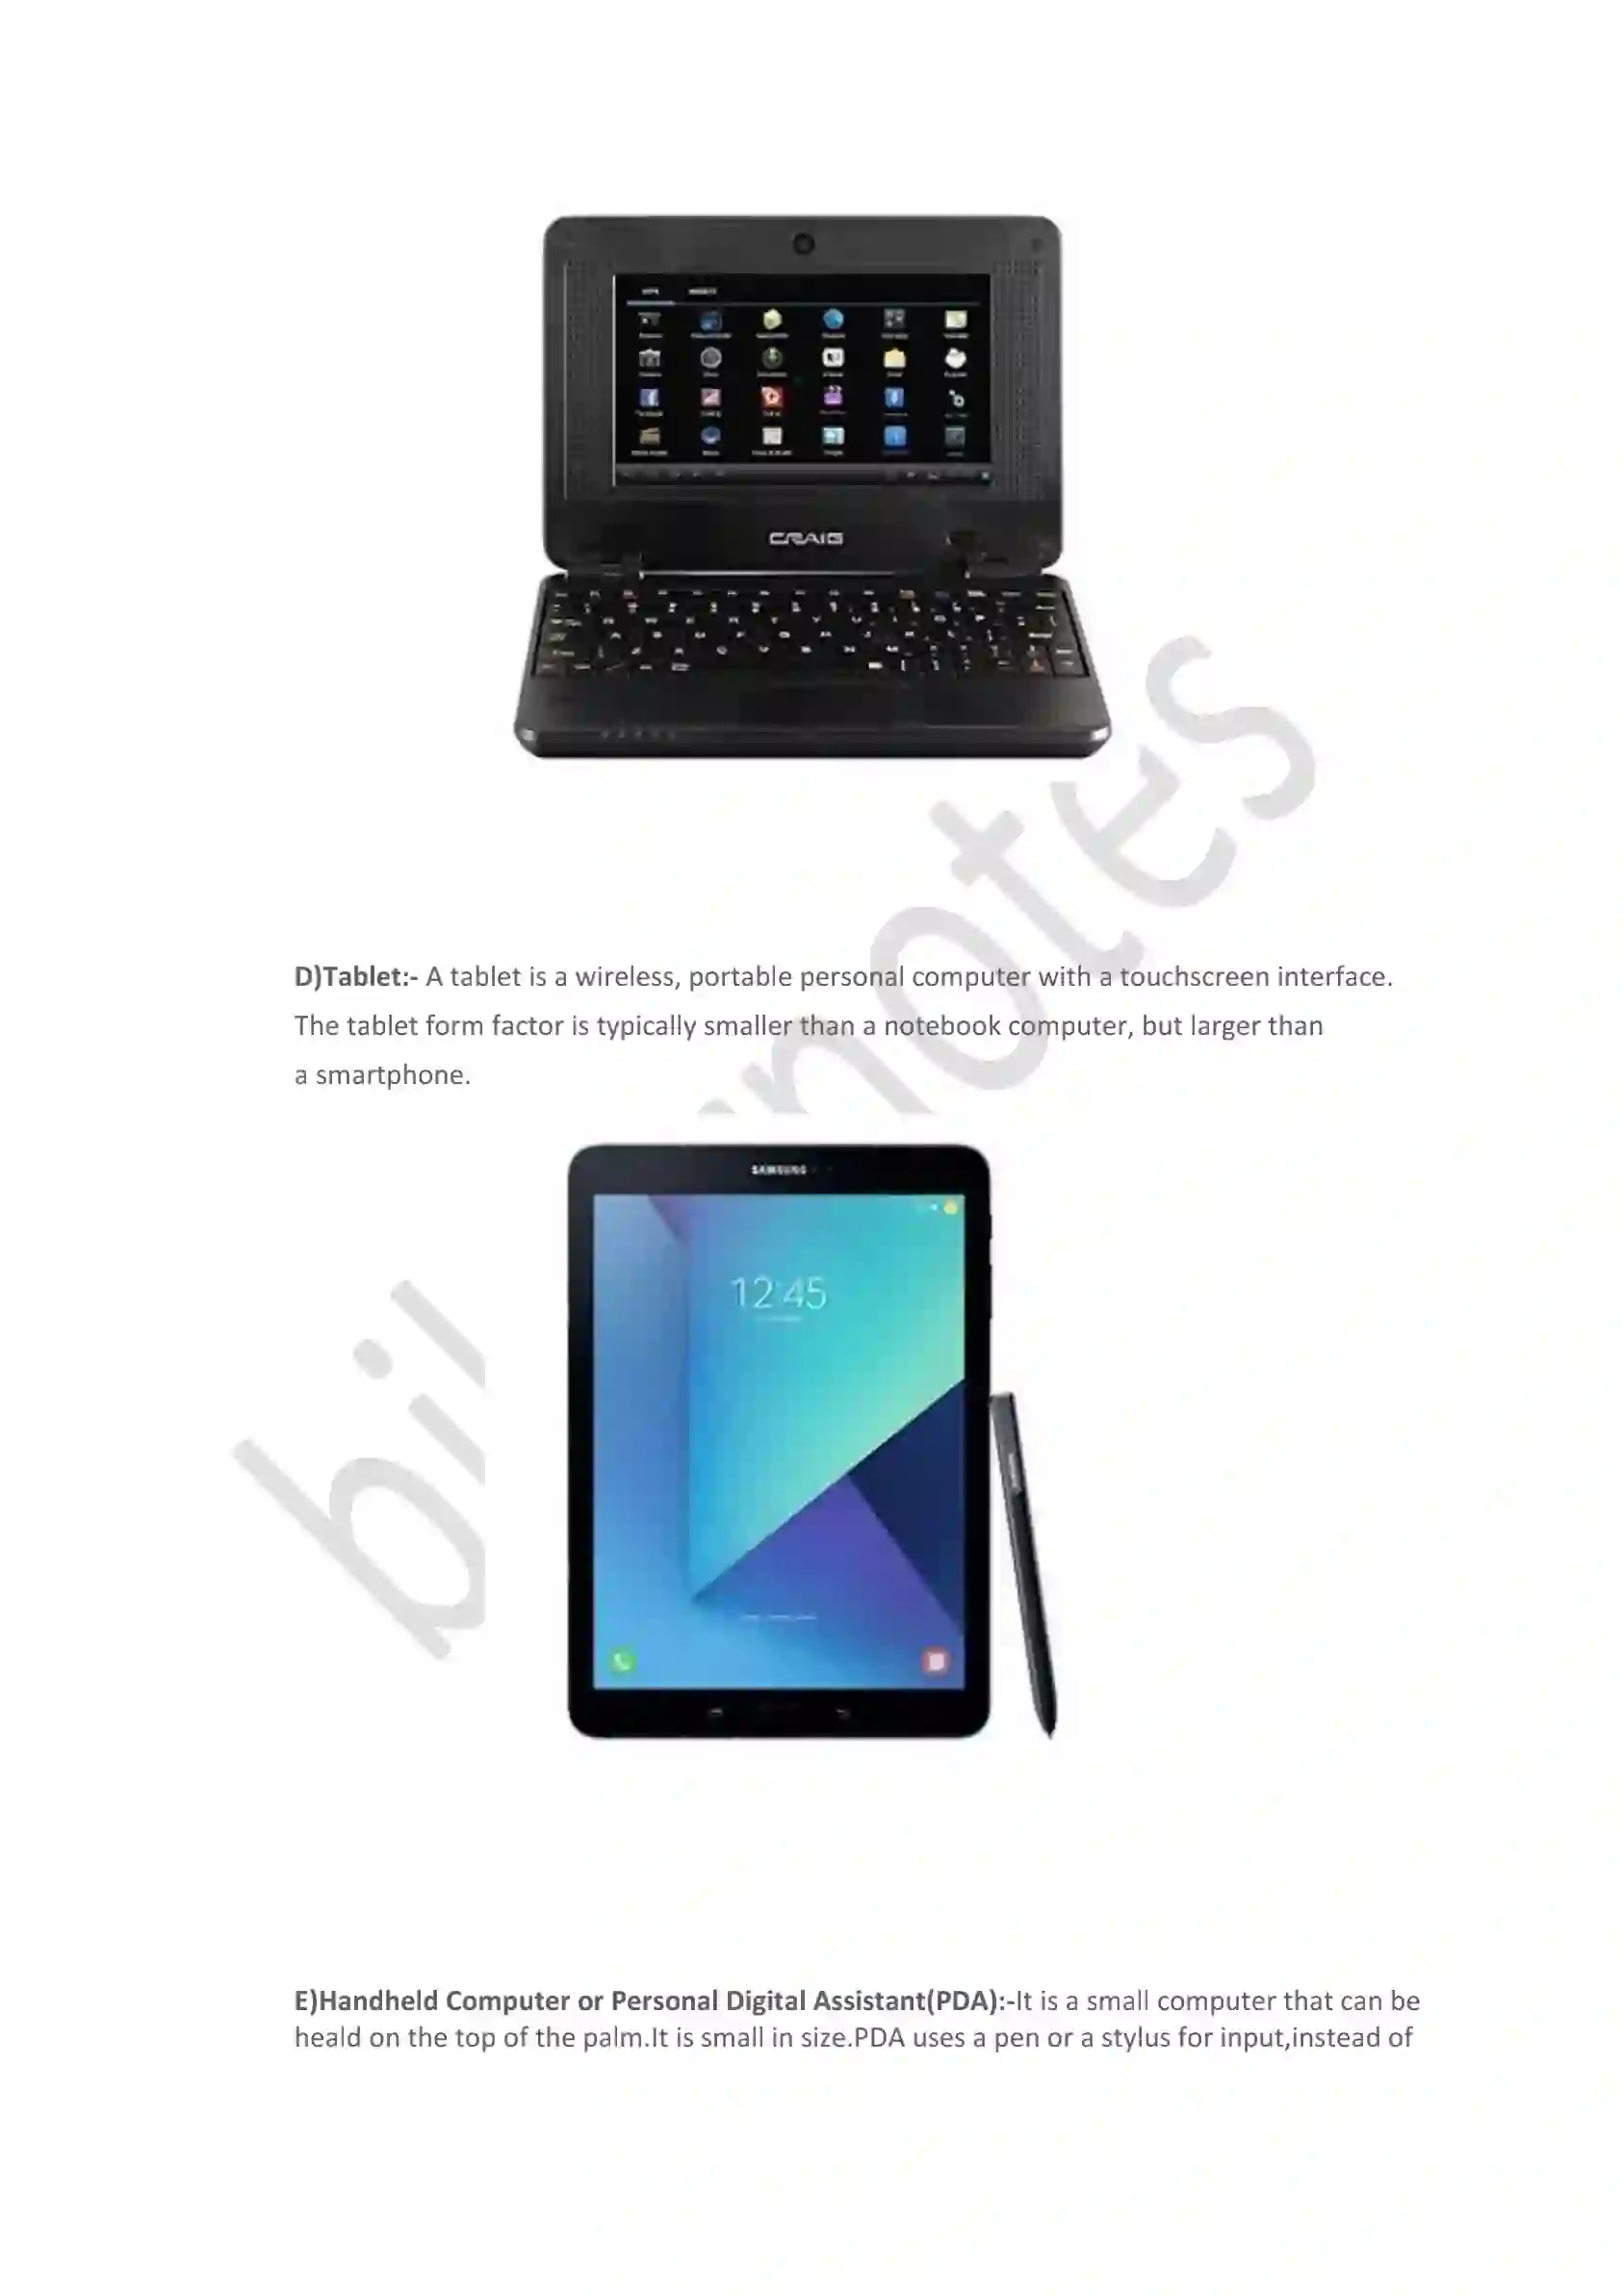 CRAIG
D)Tablet:- A tablet is a wireless, portable personal computer with a touchscreen interface.
The tablet form factor is typically smaller than a notebook computer, but larger than
a smartphone.
SAMSUNG
12:45
E)Handheld Computer or Personal Digital Assistant(PDA):-It is a small computer that can be
heald on the top of the palm.It is small in size.PDA uses a pen or a stylus for input,instead of
notes